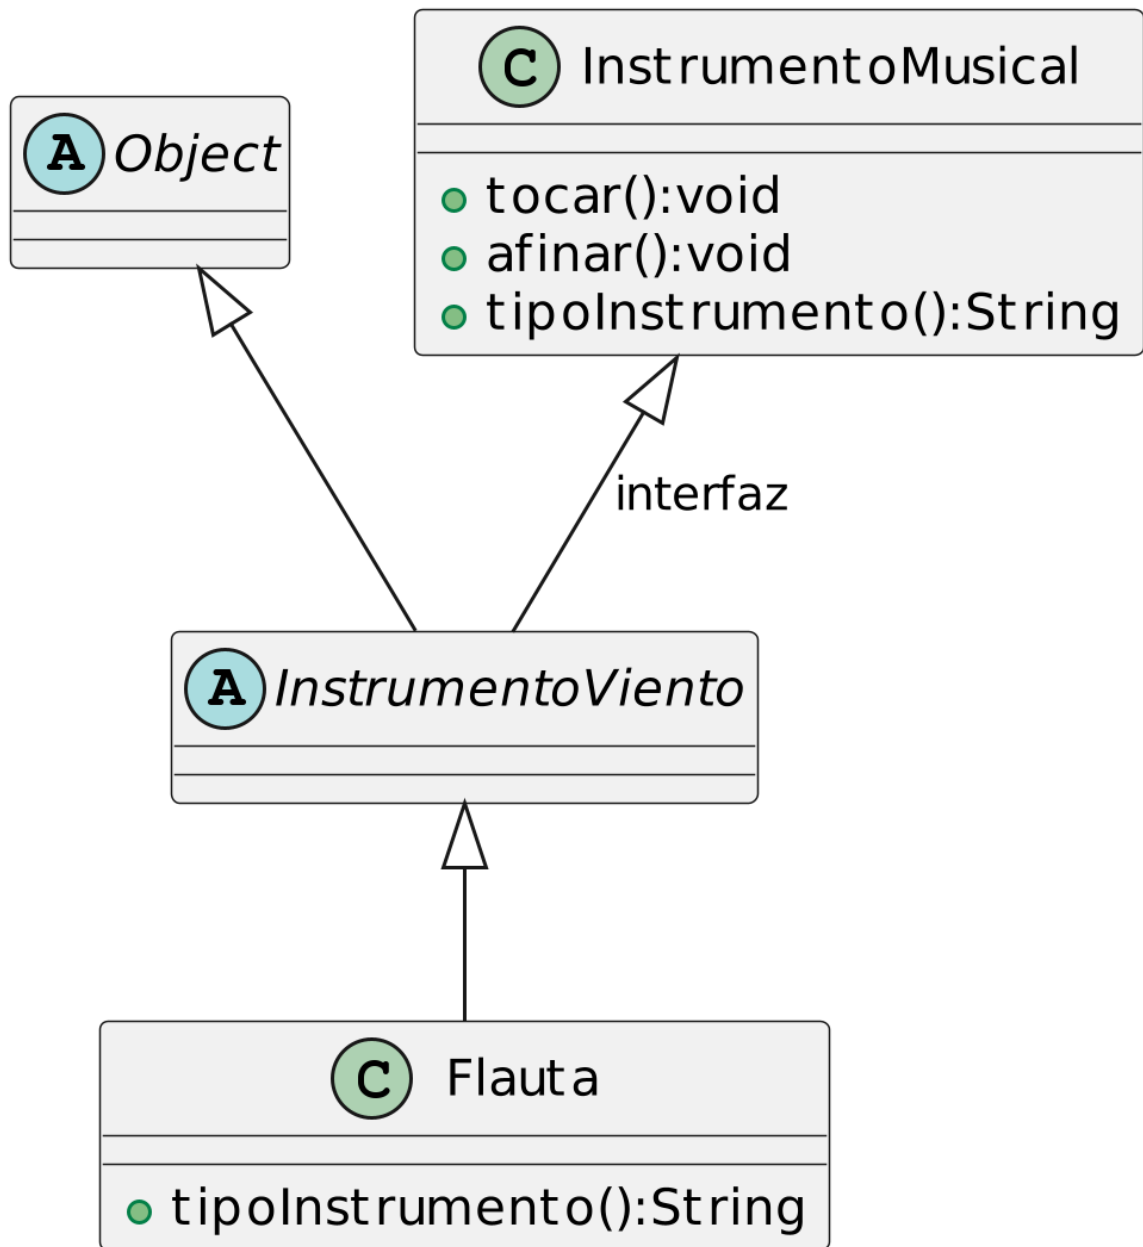 C InstrumentoMusical
A Object
tocar():void
afinar():void
tipoInstrumento():String
interfaz
A InstrumentoViento
C Flauta
tipoInstrumento():String